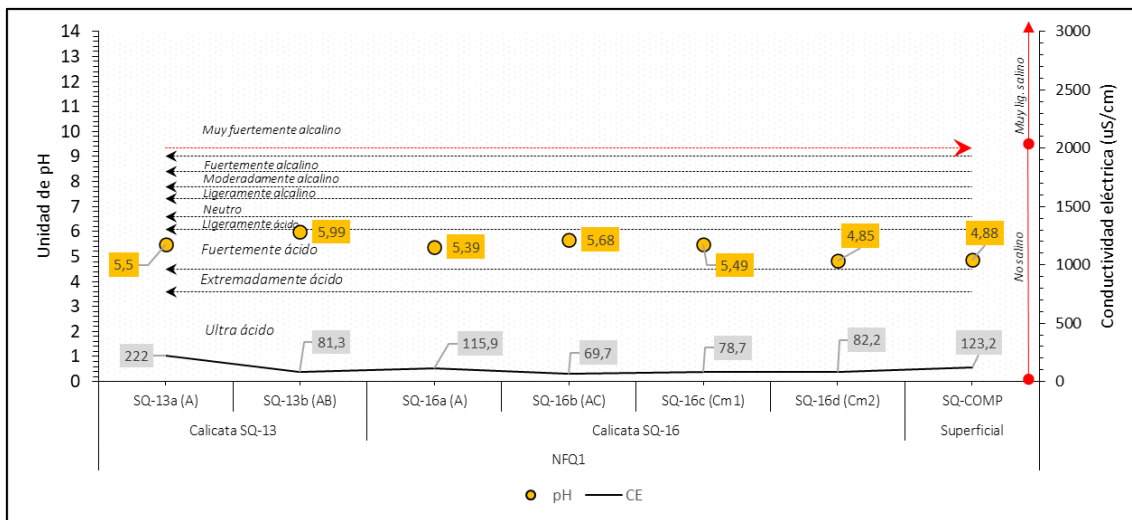 14
13
12
11
10
9
8
7
6
5
4
3
2
1
0
Unidad de pH
3000
2500
2000
1500
1000
500
0
Conductividad eléctrica (uS/cm)
Muy lig. salino
No salino
Muy fuertemente alcalino
Fuertemente alcalino
Moderadamente alcalino
Ligeramente alcalino
Neutro
Ligeramente ácido
Fuertemente ácido
Extremadamente ácido
Ultra ácido
5,5
5,99
5,39
5,68
5,49
4,85
4,88
222
81,3
115,9
69,7
78,7
82,2
123,2
SQ-13a (A) SQ-13b (AB) SQ-16a (A) SQ-16b (AC) SQ-16c (Cm1) SQ-16d (Cm2) SQ-COMP
Calicata SQ-13 Calicata SQ-16 Superficial
NFQ1
pH CE